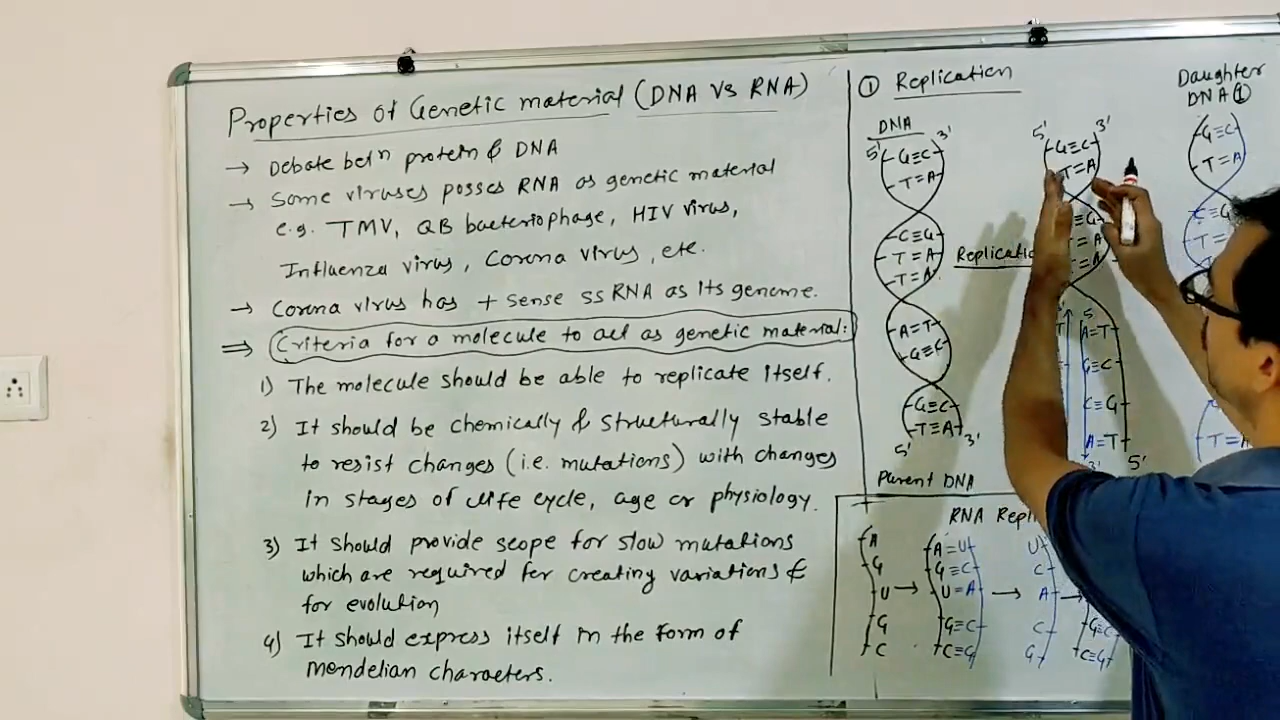 Properties of Genetic material (DNA Vs RNA)
→ Debate betn protein & DNA
→ Some viruses posses RNA as genetic material
e.g. TMV, QB bacteriophage, HIV virus,
Influenza virus, Corona virus, etc.
→ Corona virus has + sense ss RNA as its genome.
⇒ Criteria for a molecule to act as genetic material:
1) The molecule should be able to replicate itself.
2) It should be chemically & structurally stable
to resist changes (i.e. mutations) with changes
in stages of life cycle, age or physiology.
3) It should provide scope for slow mutations
which are required for creating variations &
for evolution
4) It should express itself in the form of
Mendelian characters.
① Replication
DNA
5' 3'
G≡C
T=A
C≡G
T=A
T=A
A=T
G≡C
G≡C
T=A
5' 3'
Parent DNA
Replication
5' 3'
G≡C
T=A
≡G
=A
=A
5'
A=T
G≡C
C≡G
A=T
3' 5'
Daughter
DNA ①
G≡C
T=A
C≡G
T=
T=
T=A
RNA Repli
A
G
U
G
C
→
A=U
G≡C
U=A
G≡C
C≡G
→
U
C
A
C
G
→
G≡C
C≡G